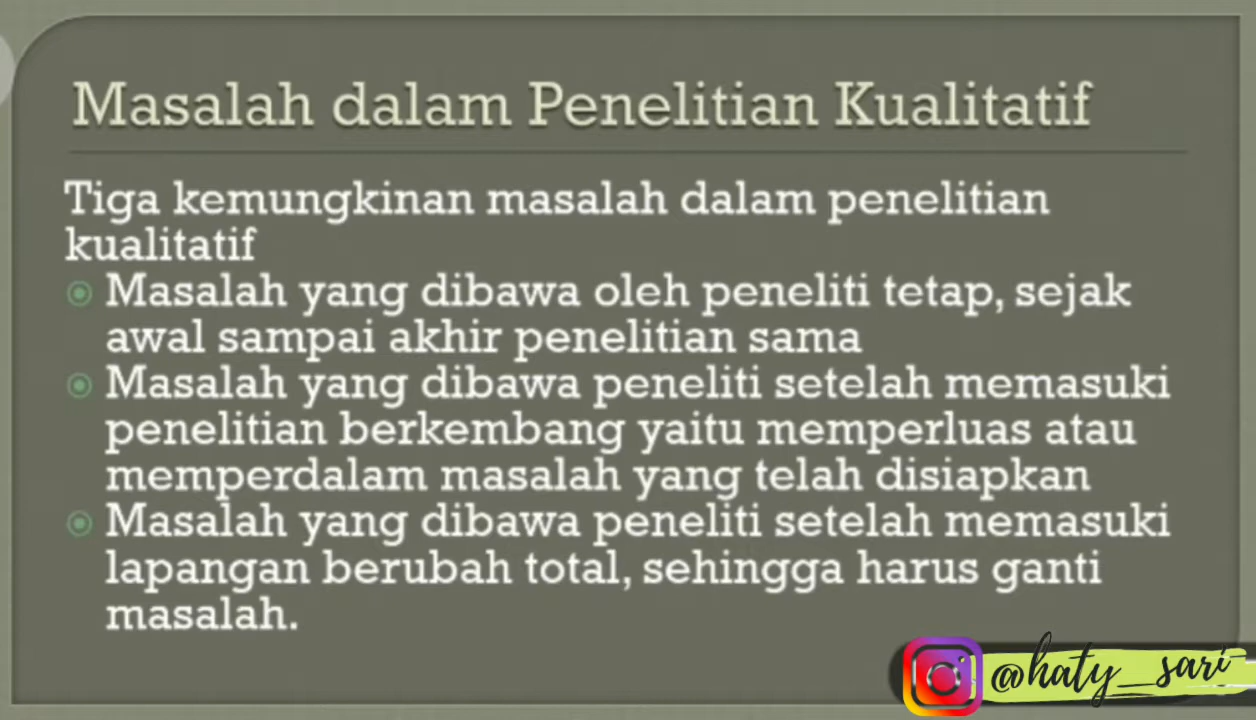 Masalah dalam Penelitian Kualitatif
Tiga kemungkinan masalah dalam penelitian
kualitatif
Masalah yang dibawa oleh peneliti tetap, sejak
awal sampai akhir penelitian sama
Masalah yang dibawa peneliti setelah memasuki
penelitian berkembang yaitu memperluas atau
memperdalam masalah yang telah disiapkan
Masalah yang dibawa peneliti setelah memasuki
lapangan berubah total, sehingga harus ganti
masalah.
@haty_sari